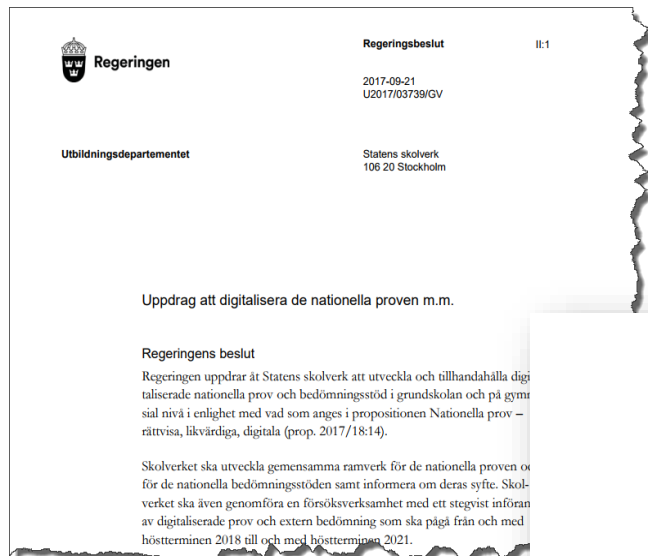 Regeringen
Regeringsbeslut II:1
2017-09-21
U2017/03739/GV
Utbildningsdepartementet
Statens skolverk
106 20 Stockholm
Uppdrag att digitalisera de nationella proven m.m.
Regeringens beslut
Regeringen uppdrar åt Statens skolverk att utveckla och tillhandahålla digi
taliserade nationella prov och bedömningsstöd i grundskolan och på
sial nivå i enlighet med vad som anges i propositionen Nationella prov –
rättvisa, likvärdiga, digitala (prop. 2017/18:14).
Skolverket ska utveckla gemensamma ramverk för de nationella proven
för de nationella bedömningsstöden samt informera om deras syfte. Skol-
verket ska även genomföra en försöksverksamhet med ett stegvist
av digitaliserade prov och extern bedömning som ska pågå från och med
höstterminen 2018 till och med höstterminen 2021.